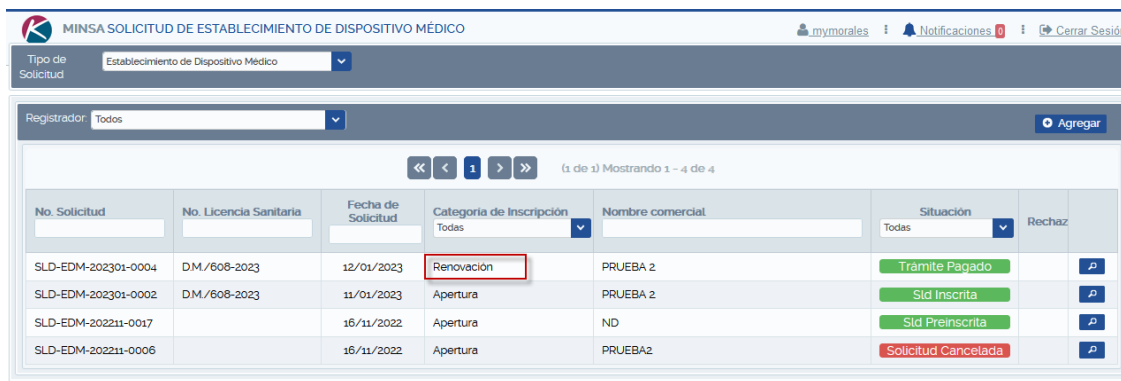 MINSA SOLICITUD DE ESTABLECIMIENTO DE DISPOSITIVO MÉDICO
mymorales
Notificaciones 0
Cerrar Sesió
Tipo de Solicitud
Establecimiento de Dispositivo Médico
Registrador: Todos
Agregar
1
(1 de 1) Mostrando 1 - 4 de 4
No. Solicitud No. Licencia Sanitaria Fecha de Solicitud Categoria de Inscripción Nombre comercial Situación Rechaz
Todas Todas
SLD-EDM-202301-0004 D.M./608-2023 12/01/2023 Renovación PRUEBA 2 Trámite Pagado
SLD-EDM-202301-0002 D.M./608-2023 11/01/2023 Apertura PRUEBA 2 Sld Inscrita
SLD-EDM-202211-0017 16/11/2022 Apertura ND Sld Preinscrita
SLD-EDM-202211-0006 16/11/2022 Apertura PRUEBA2 Solicitud Cancelada